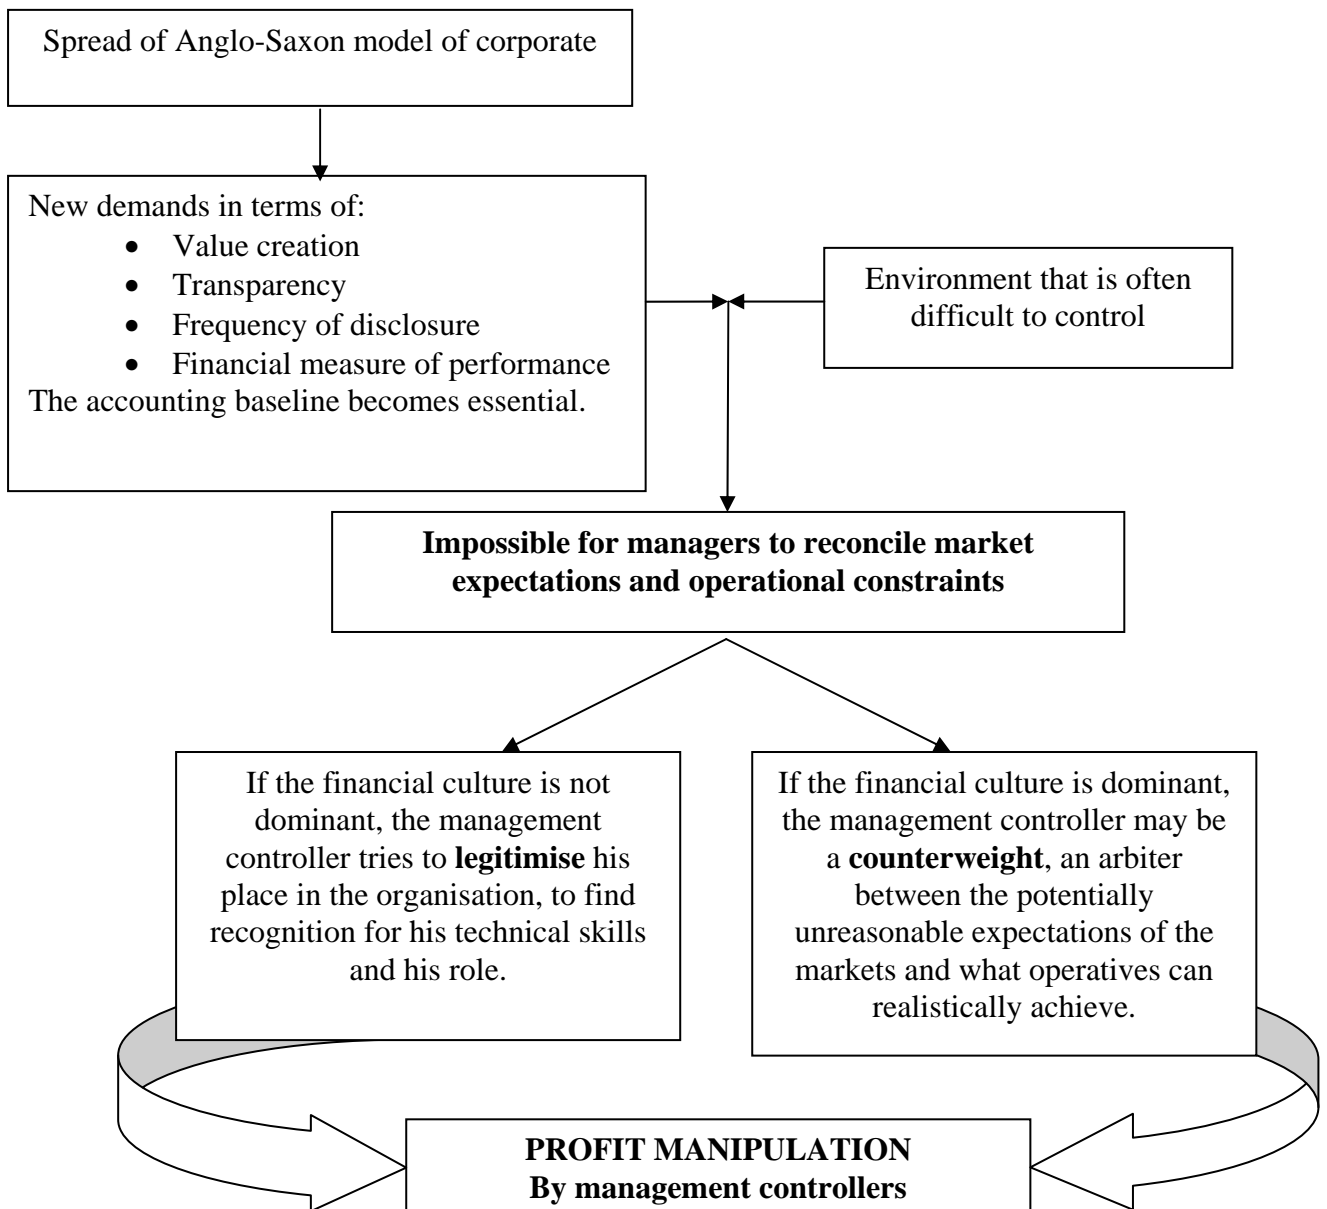 Spread of Anglo-Saxon model of corporate
New demands in terms of:
• Value creation
• Transparency
• Frequency of disclosure
• Financial measure of performance
The accounting baseline becomes essential.
Environment that is often
difficult to control
Impossible for managers to reconcile market
expectations and operational constraints
If the financial culture is not
dominant, the management
controller tries to legitimise his
place in the organisation, to find
recognition for his technical skills
and his role.
If the financial culture is dominant,
the management controller may be
a counterweight, an arbiter
between the potentially
unreasonable expectations of the
markets and what operatives can
realistically achieve.
PROFIT MANIPULATION
By management controllers